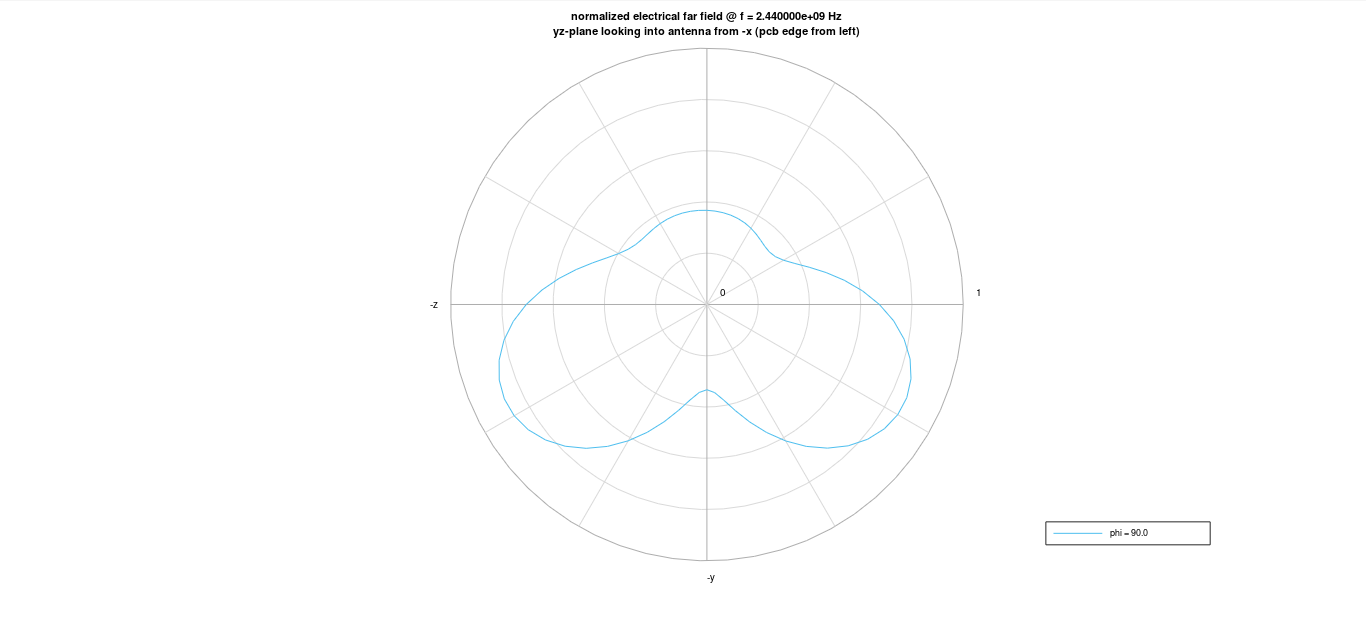 normalized electrical far field @ f = 2.440000e+09 Hz
yz-plane looking into antenna from -x (pcb edge from left)
0
1
-z
phi = 90.0
-y